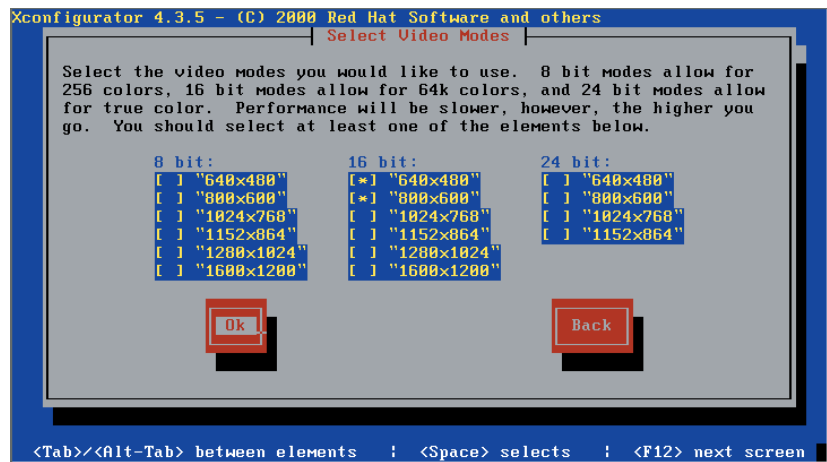 Xconfigurator 4.3.5 - (C) 2000 Red Hat Software and others
Select Video Modes
Select the video modes you would like to use.  8 bit modes allow for
256 colors, 16 bit modes allow for 64k colors, and 24 bit modes allow
for true color.  Performance will be slower, however, the higher you
go.  You should select at least one of the elements below.
8 bit: 16 bit: 24 bit:
[ ] "640x480" [*] "640x480" [ ] "640x480"
[ ] "800x600" [*] "800x600" [ ] "800x600"
[ ] "1024x768" [ ] "1024x768" [ ] "1024x768"
[ ] "1152x864" [ ] "1152x864" [ ] "1152x864"
[ ] "1280x1024" [ ] "1280x1024"
[ ] "1600x1200" [ ] "1600x1200"
Ok Back
<Tab>/<Alt-Tab> between elements ¦ <Space> selects ¦ <F12> next screen